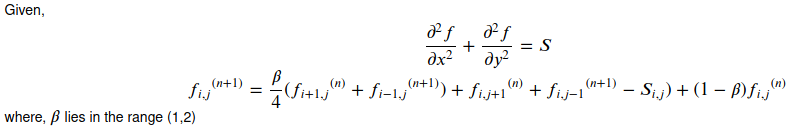 Given,
∂²f/∂x² + ∂²f/∂y² = S
f_{i,j}^{(n+1)} = β/4(f_{i+1,j}^{(n)} + f_{i−1,j}^{(n+1)}) + f_{i,j+1}^{(n)} + f_{i,j−1}^{(n+1)} − S_{i,j}) + (1 − β)f_{i,j}^{(n)}
where, β lies in the range (1,2)